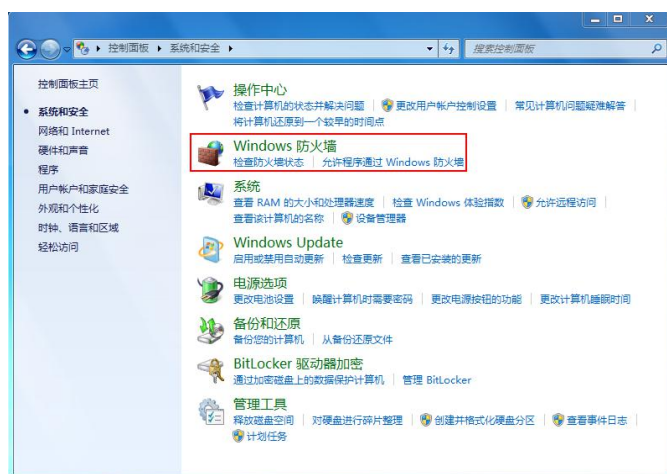 控制面板 系统和安全 搜索控制面板
控制面板主页
系统和安全
网络和 Internet
硬件和声音
程序
用户帐户和家庭安全
外观和个性化
时钟、语言和区域
轻松访问
操作中心
检查计算机的状态并解决问题 更改用户帐户控制设置 常见计算机问题疑难解答
将计算机还原到一个较早的时间点
Windows 防火墙
检查防火墙状态 允许程序通过 Windows 防火墙
系统
查看 RAM 的大小和处理器速度 检查 Windows 体验指数 允许远程访问
查看该计算机的名称 设备管理器
Windows Update
启用或禁用自动更新 检查更新 查看已安装的更新
电源选项
更改电池设置 唤醒计算机时需要密码 更改电源按钮的功能 更改计算机睡眠时间
备份和还原
备份您的计算机 从备份还原文件
BitLocker 驱动器加密
通过加密磁盘上的数据保护计算机 管理 BitLocker
管理工具
释放磁盘空间 对硬盘进行碎片整理 创建并格式化硬盘分区 查看事件日志
计划任务